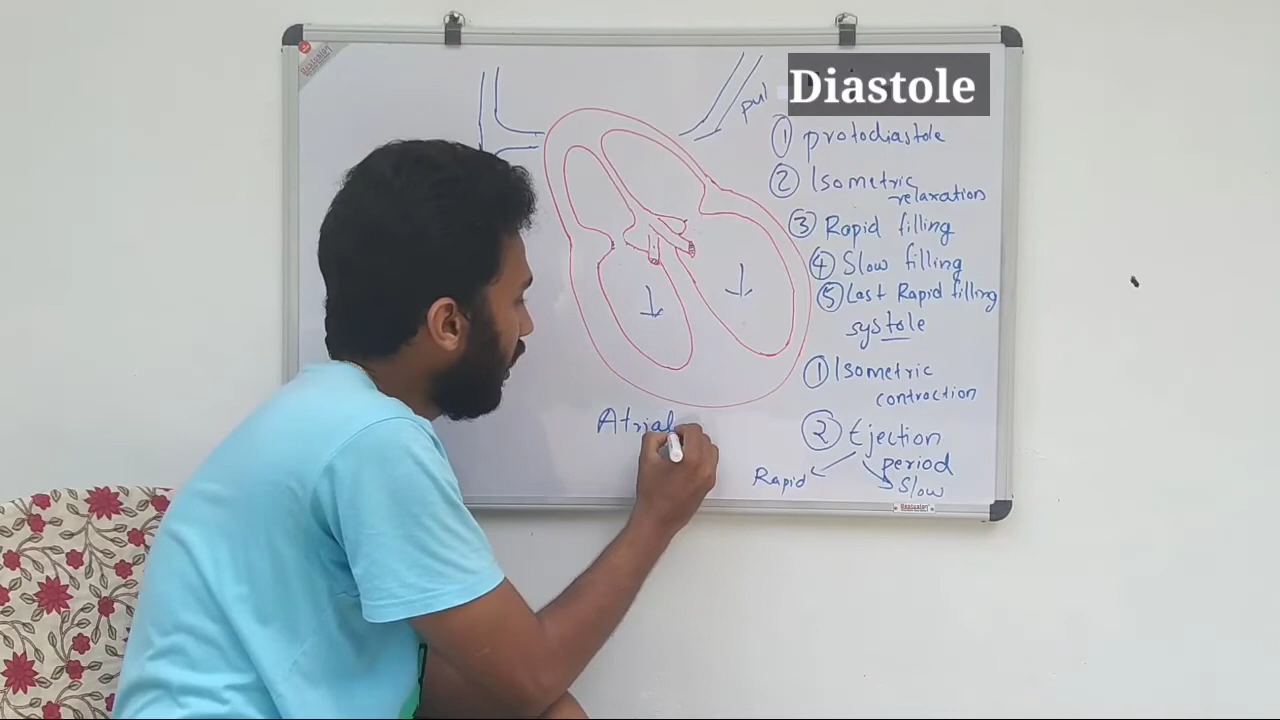 Diastole
pul
① protodiastole
② Isometric
relaxation
③ Rapid filling
④ Slow filling
⑤ Last Rapid filling
systole
① Isometric
contraction
Atrial
② Ejection
period
Rapid
Slow